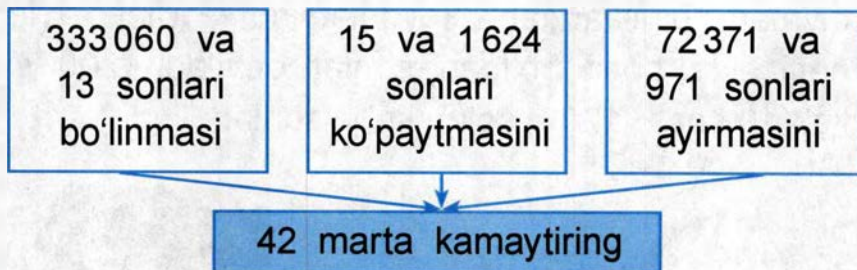 333 060 va
13 sonlari
bo‘linmasi
15 va 1 624
sonlari
ko‘paytmasini
72 371 va
971 sonlari
ayirmasini
42 marta kamaytiring